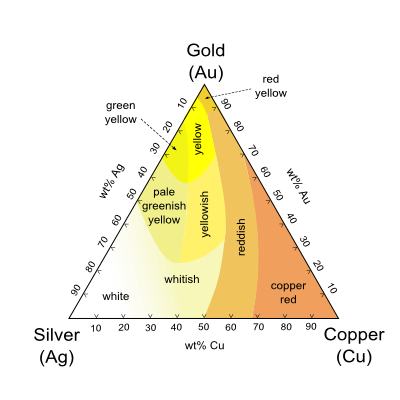 Gold
(Au)
red
yellow
green
yellow
10
20
30
40
50
60
70
80
90
wt% Ag
90
80
70
60
50
40
30
20
10
wt% Au
yellow
pale
greenish
yellow
yellowish
reddish
whitish
white
copper
red
Silver
(Ag)
10 20 30 40 50 60 70 80 90
wt% Cu
Copper
(Cu)